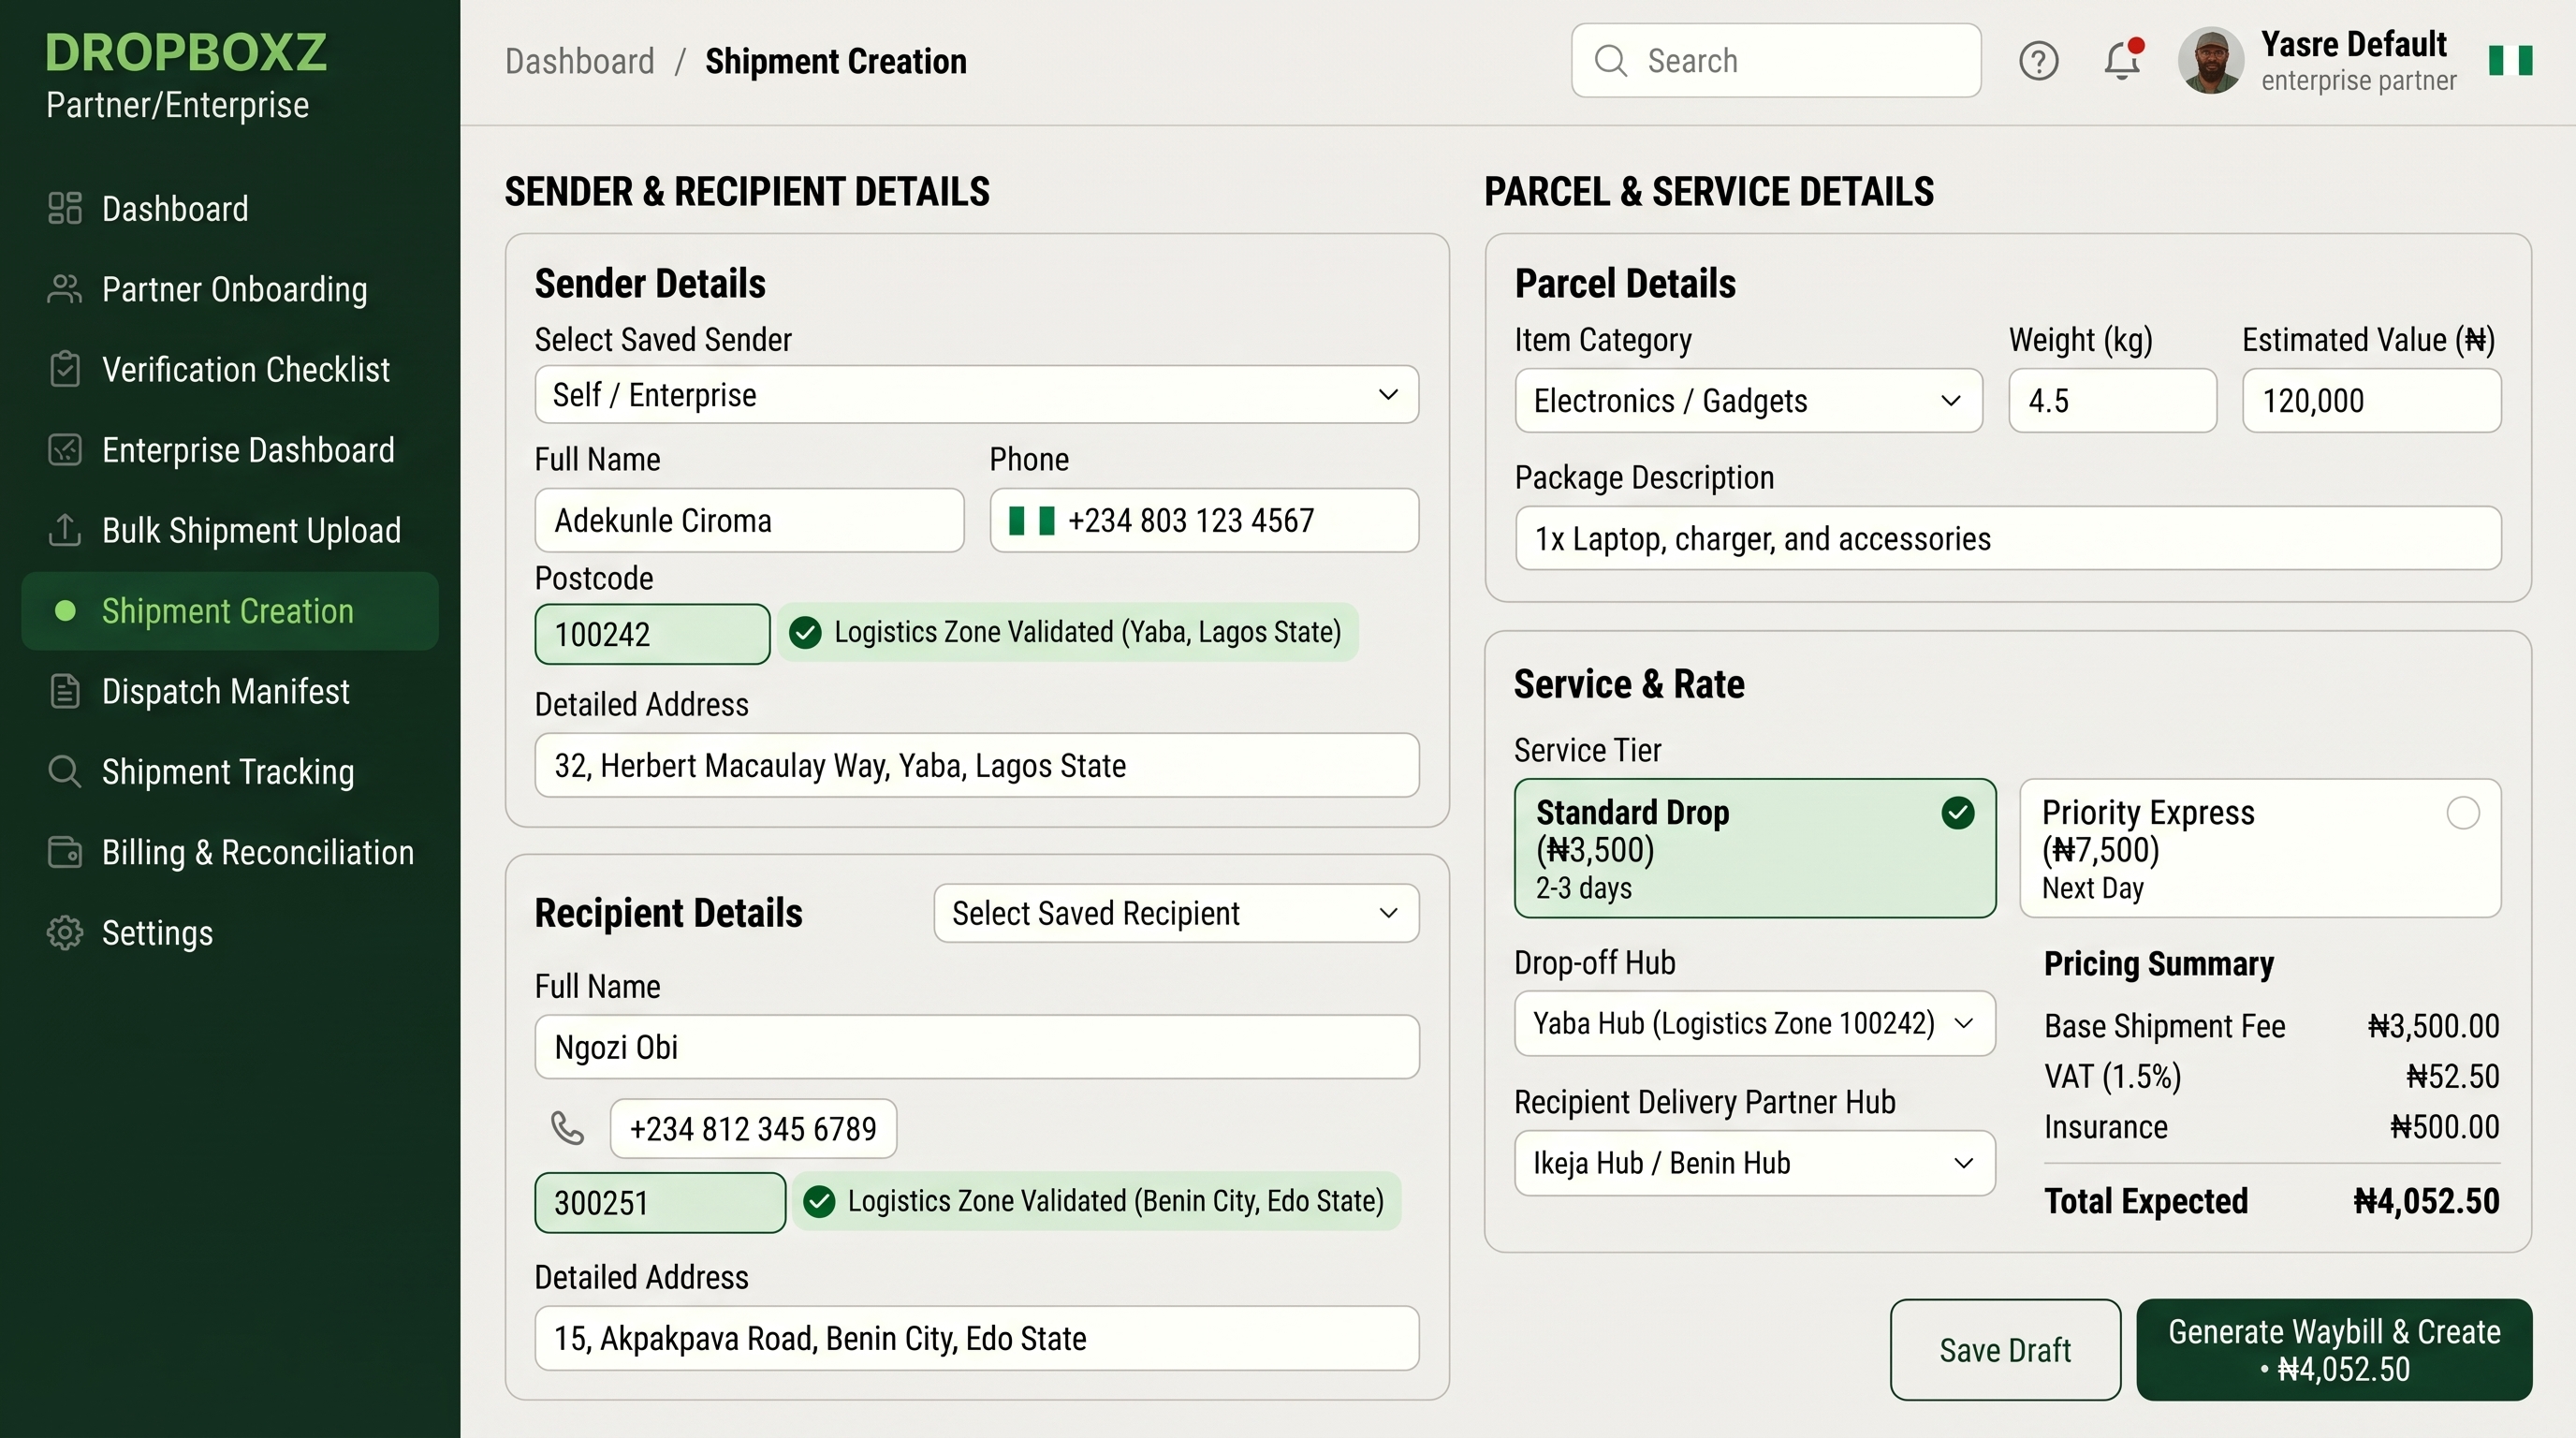 DROPBOXZ
Partner/Enterprise
Dashboard
Partner Onboarding
Verification Checklist
Enterprise Dashboard
Bulk Shipment Upload
Shipment Creation
Dispatch Manifest
Shipment Tracking
Billing & Reconciliation
Settings
Dashboard / Shipment Creation
Search
Yasre Default
enterprise partner
SENDER & RECIPIENT DETAILS
Sender Details
Select Saved Sender
Self / Enterprise
Full Name
Phone
Adekunle Ciroma
+234 803 123 4567
Postcode
100242
Logistics Zone Validated (Yaba, Lagos State)
Detailed Address
32, Herbert Macaulay Way, Yaba, Lagos State
Recipient Details
Select Saved Recipient
Full Name
Ngozi Obi
+234 812 345 6789
300251
Logistics Zone Validated (Benin City, Edo State)
Detailed Address
15, Akpakpava Road, Benin City, Edo State
PARCEL & SERVICE DETAILS
Parcel Details
Item Category
Weight (kg)
Estimated Value (₦)
Electronics / Gadgets
4.5
120,000
Package Description
1x Laptop, charger, and accessories
Service & Rate
Service Tier
Standard Drop
(₦3,500)
2-3 days
Priority Express
(₦7,500)
Next Day
Drop-off Hub
Yaba Hub (Logistics Zone 100242)
Recipient Delivery Partner Hub
Ikeja Hub / Benin Hub
Pricing Summary
Base Shipment Fee ₦3,500.00
VAT (1.5%) ₦52.50
Insurance ₦500.00
Total Expected ₦4,052.50
Save Draft
Generate Waybill & Create
• ₦4,052.50